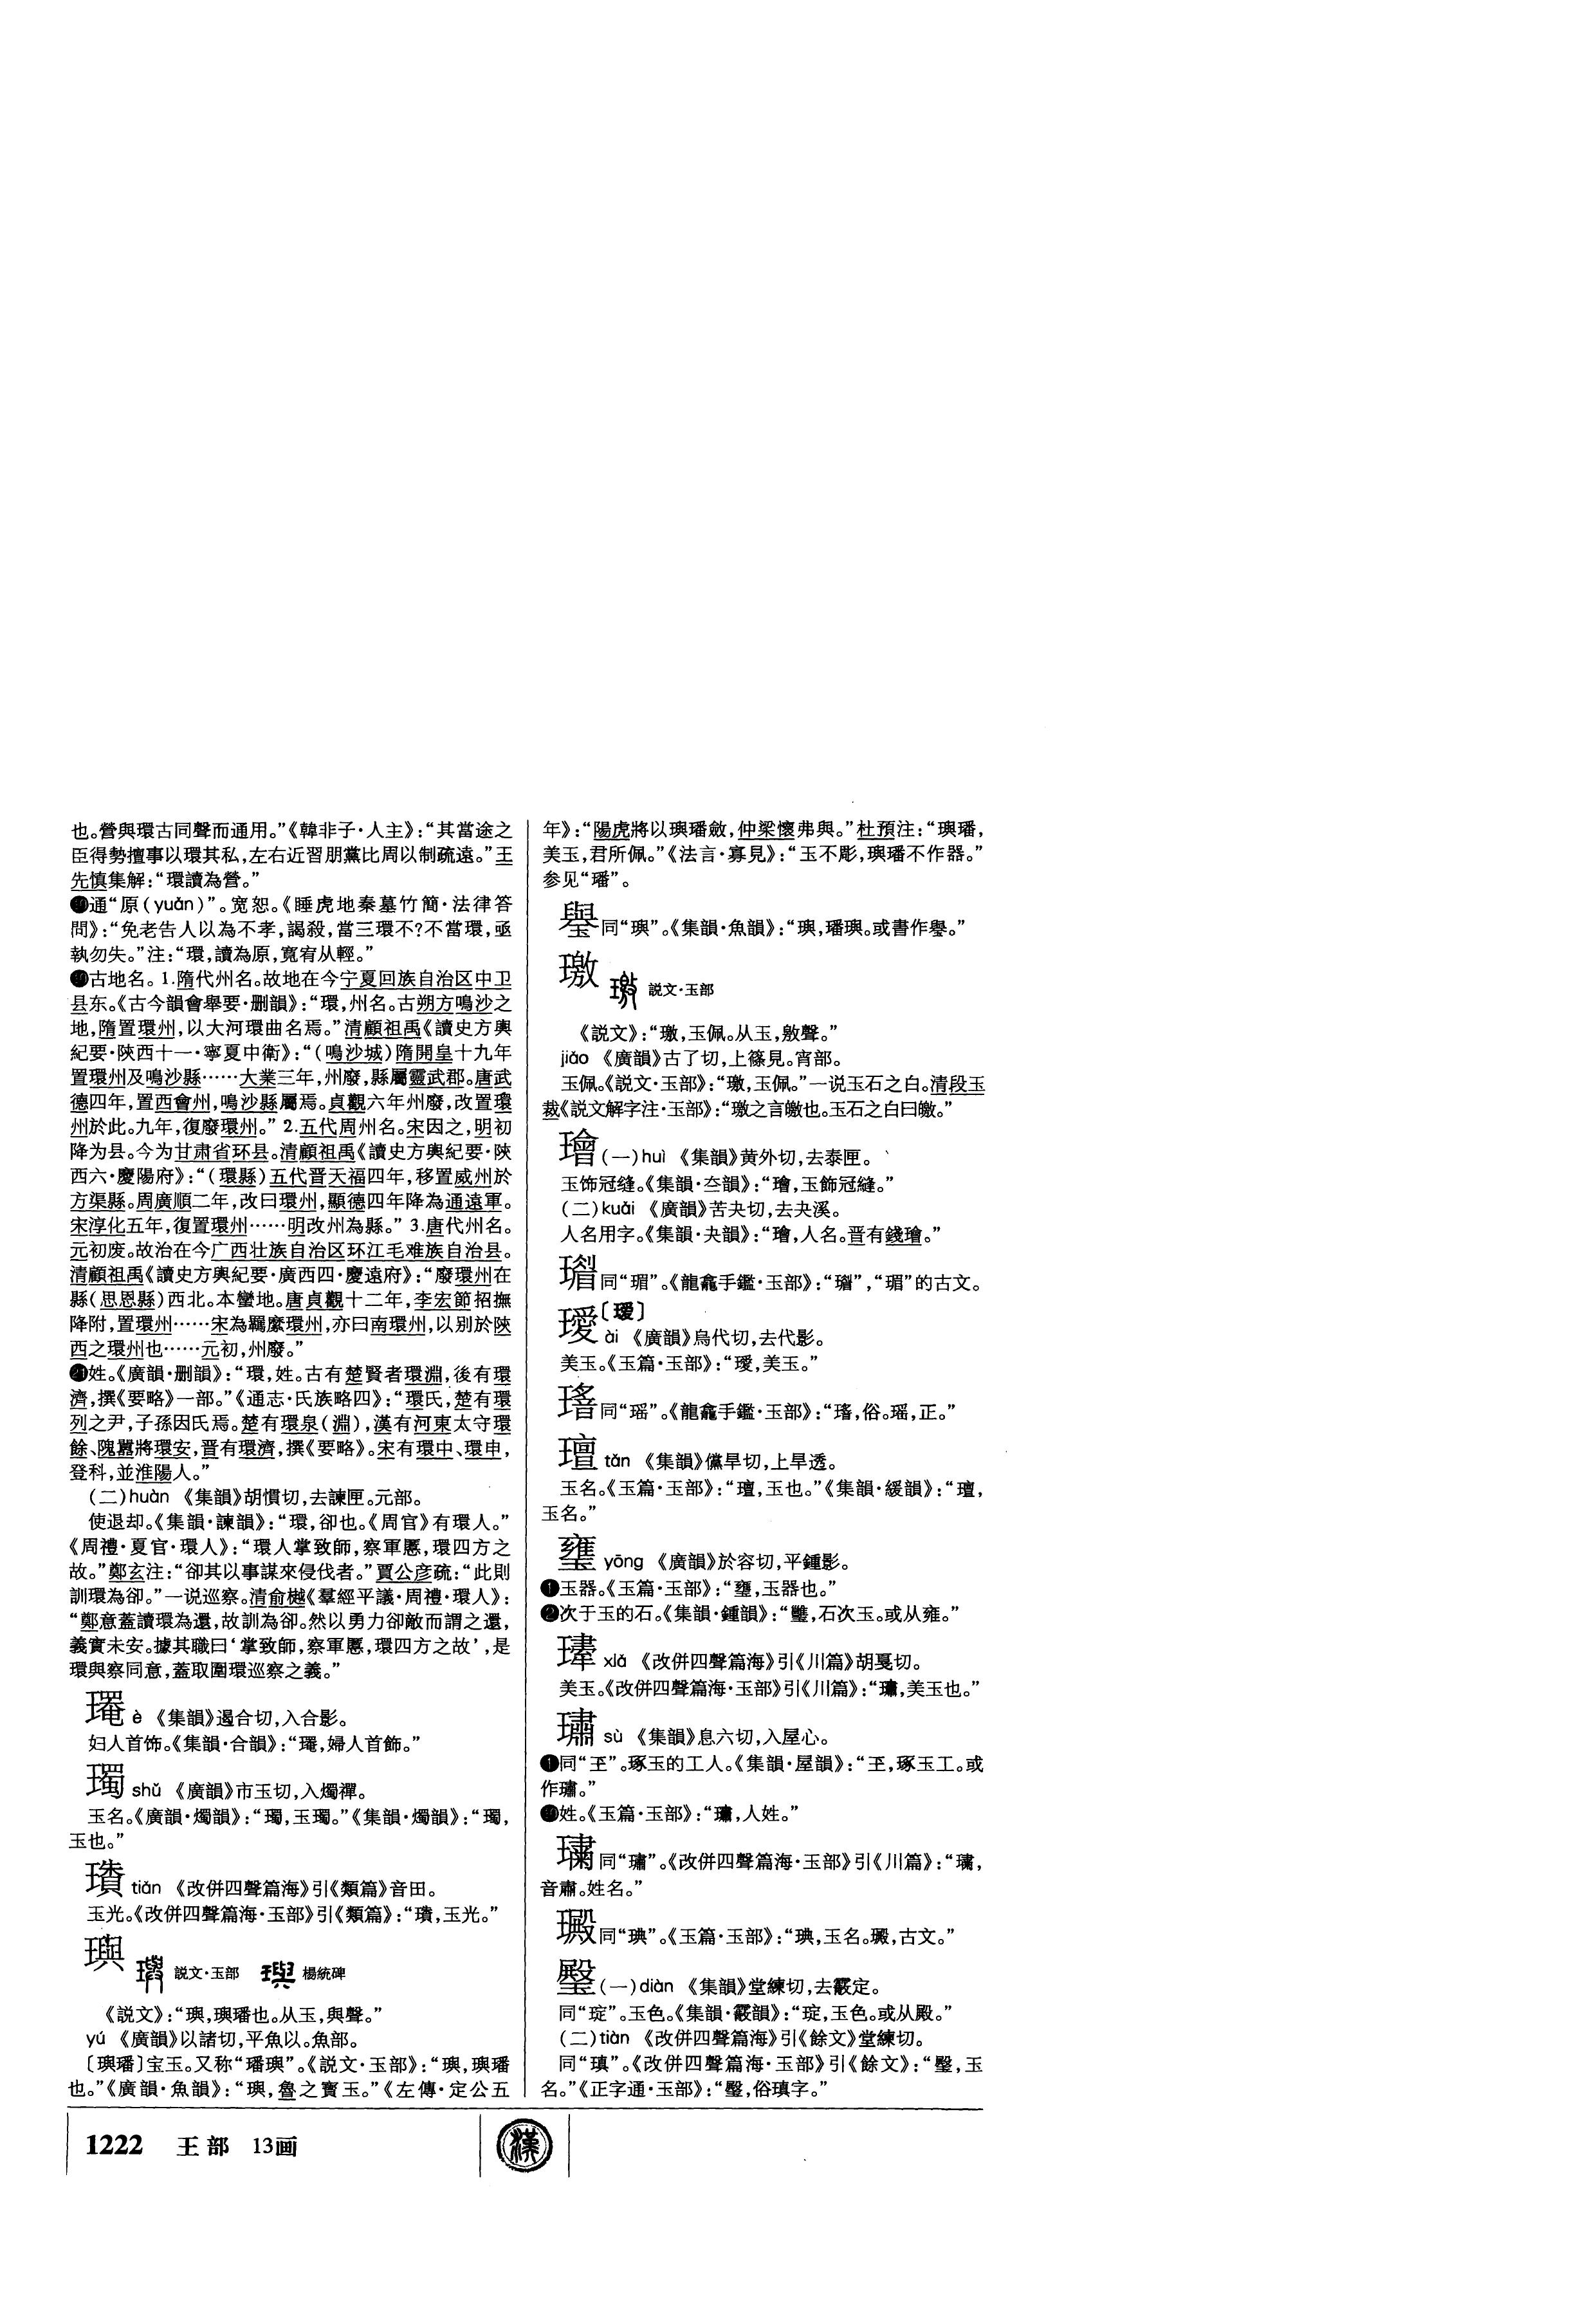 也。營與環古同聲而通用。”《韓非子·人主》：“其當途之
臣得勢擅事以環其私，左右近習朋黨比周以制疏遠。”王
先慎集解：“環讀為營。”
通“原（yuǎn）”。宽恕。《睡虎地秦墓竹簡·法律答
問》：“免老告人以為不孝，謁殺，當三環不？不當環，亟
執勿失。”注：“環，讀為原，寬宥从輕。”
古地名。1.隋代州名。故地在今宁夏回族自治区中卫
县东。《古今韻會舉要·删韻》：“環，州名。古朔方鳴沙之
地，隋置環州，以大河環曲名焉。”清顧祖禹《讀史方輿
紀要·陝西十一·寧夏中衛》：“（鳴沙城）隋開皇十九年
置環州及鳴沙縣……大業三年，州廢，縣屬靈武郡。唐武
德四年，置西會州，鳴沙縣屬焉。貞觀六年州廢，改置環
州於此。九年，復廢環州。”2.五代周州名。宋因之，明初
降为县。今为甘肃省环县。清顧祖禹《讀史方輿紀要·陝
西六·慶陽府》：“（環縣）五代晋天福四年，移置威州於
方渠縣。周廣順二年，改曰環州，顯德四年降為通遠軍。
宋淳化五年，復置環州……明改州為縣。”3.唐代州名。
元初废。故治在今广西壮族自治区环江毛难族自治县。
清顧祖禹《讀史方輿紀要·廣西四·慶遠府》：“廢環州在
縣（思恩縣）西北。本蠻地。唐貞觀十二年，李宏節招撫
降附，置環州……宋為羈縻環州，亦曰南環州，以别於陝
西之環州也……元初，州廢。”
姓。《廣韻·删韻》：“環，姓。古有楚賢者環淵，後有環
濟，撰《要略》一部。”《通志·氏族略四》：“環氏，楚有環
列之尹，子孫因氏焉。楚有環泉（淵），漢有河東太守環
餘、隗囂將環安，晋有環濟，撰《要略》。宋有環中、環申，
登科，並淮陽人。”
（二）huàn 《集韻》胡慣切，去諫匣。元部。
使退却。《集韻·諫韻》：“環，卻也。《周官》有環人。”
《周禮·夏官·環人》：“環人掌致師，察軍慝，環四方之
故。”鄭玄注：“卻其以事謀來侵伐者。”賈公彦疏：“此則
訓環為卻。”一说巡察。清俞樾《羣經平議·周禮·環人》：
“鄭意蓋讀環為還，故訓為卻。然以勇力卻敵而謂之還，
義實未安。據其職曰‘掌致師，察軍慝，環四方之故’，是
環與察同意，蓋取圍環巡察之義。”
è 《集韻》遏合切，入合影。
妇人首饰。《集韻·合韻》：“，婦人首飾。”
璥 shǔ 《廣韻》市玉切，入燭禪。
玉名。《廣韻·燭韻》：“，玉。”《集韻·燭韻》：“，
玉也。”
tiǎn 《改併四聲篇海》引《類篇》音田。
玉光。《改併四聲篇海·玉部》引《類篇》：“，玉光。”
璵 説文·玉部 楊統碑
《説文》：“璵，璵璠也。从玉，與聲。”
yú 《廣韻》以諸切，平魚以。魚部。
〔璵璠〕宝玉。又称“璠璵”。《説文·玉部》：“璵，璵璠
也。”《廣韻·魚韻》：“璵，魯之寶玉。”《左傳·定公五
年》：“陽虎將以璵璠斂，仲梁懷弗與。”杜預注：“璵璠，
美玉，君所佩。”《法言·寡見》：“玉不彫，璵璠不作器。”
参见“璠”。
同“璵”。《集韻·魚韻》：“璵，璠璵。或書作。”
璬 説文·玉部
《説文》：“璬，玉佩。从玉，敫聲。”
jiǎo 《廣韻》古了切，上篠見。宵部。
玉佩。《説文·玉部》：“璬，玉佩。”一说玉石之白。清段玉
裁《説文解字注·玉部》：“璬之言皦也。玉石之白曰皦。”
璯（一）huì 《集韻》黄外切，去泰匣。
玉饰冠缝。《集韻·夳韻》：“璯，玉飾冠縫。”
（二）kuǎi 《廣韻》苦夬切，去夬溪。
人名用字。《集韻·夬韻》：“璯，人名。晋有錢璯。”
同“瑂”。《龍龕手鑑·玉部》：“”，“瑂”的古文。
璦〔瑷〕
ài 《廣韻》烏代切，去代影。
美玉。《玉篇·玉部》：“璦，美玉。”
同“瑶”。《龍龕手鑑·玉部》：“，俗。瑶，正。”
璮 tǎn 《集韻》儻旱切，上旱透。
玉名。《玉篇·玉部》：“璮，玉也。”《集韻·緩韻》：“璮，
玉名。”
yōng 《廣韻》於容切，平鍾影。
❶玉器。《玉篇·玉部》：“，玉器也。”
❷次于玉的石。《集韻·鍾韻》：“，石次玉。或从雍。”
xiá 《改併四聲篇海》引《川篇》胡戛切。
美玉。《改併四聲篇海·玉部》引《川篇》：“，美玉也。”
璛 sù 《集韻》息六切，入屋心。
❶同“玊”。琢玉的工人。《集韻·屋韻》：“玊，琢玉工。或
作璛。”
姓。《玉篇·玉部》：“璛，人姓。”
同“璛”。《改併四聲篇海·玉部》引《川篇》：“，
音肅。姓名。”
同“琠”。《玉篇·玉部》：“琠，玉名。，古文。”
（一）diàn 《集韻》堂練切，去霰定。
同“琔”。玉色。《集韻·霰韻》：“琔，玉色。或从殿。”
（二）tiàn 《改併四聲篇海》引《餘文》堂練切。
同“瑱”。《改併四聲篇海·玉部》引《餘文》：“，玉
名。”《正字通·玉部》：“，俗瑱字。”
1222 王部 13画 漢